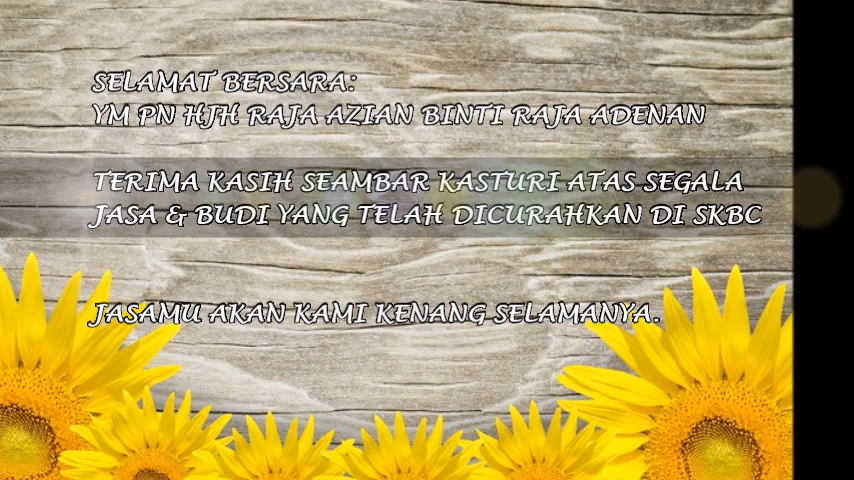 SELAMAT BERSARA:
YM PN HJH RAJA AZIAN BINTI RAJA ADENAN
TERIMA KASIH SEAMBAR KASTURI ATAS SEGALA
JASA & BUDI YANG TELAH DICURAHKAN DI SKBC
JASAMU AKAN KAMI KENANG SELAMANYA.